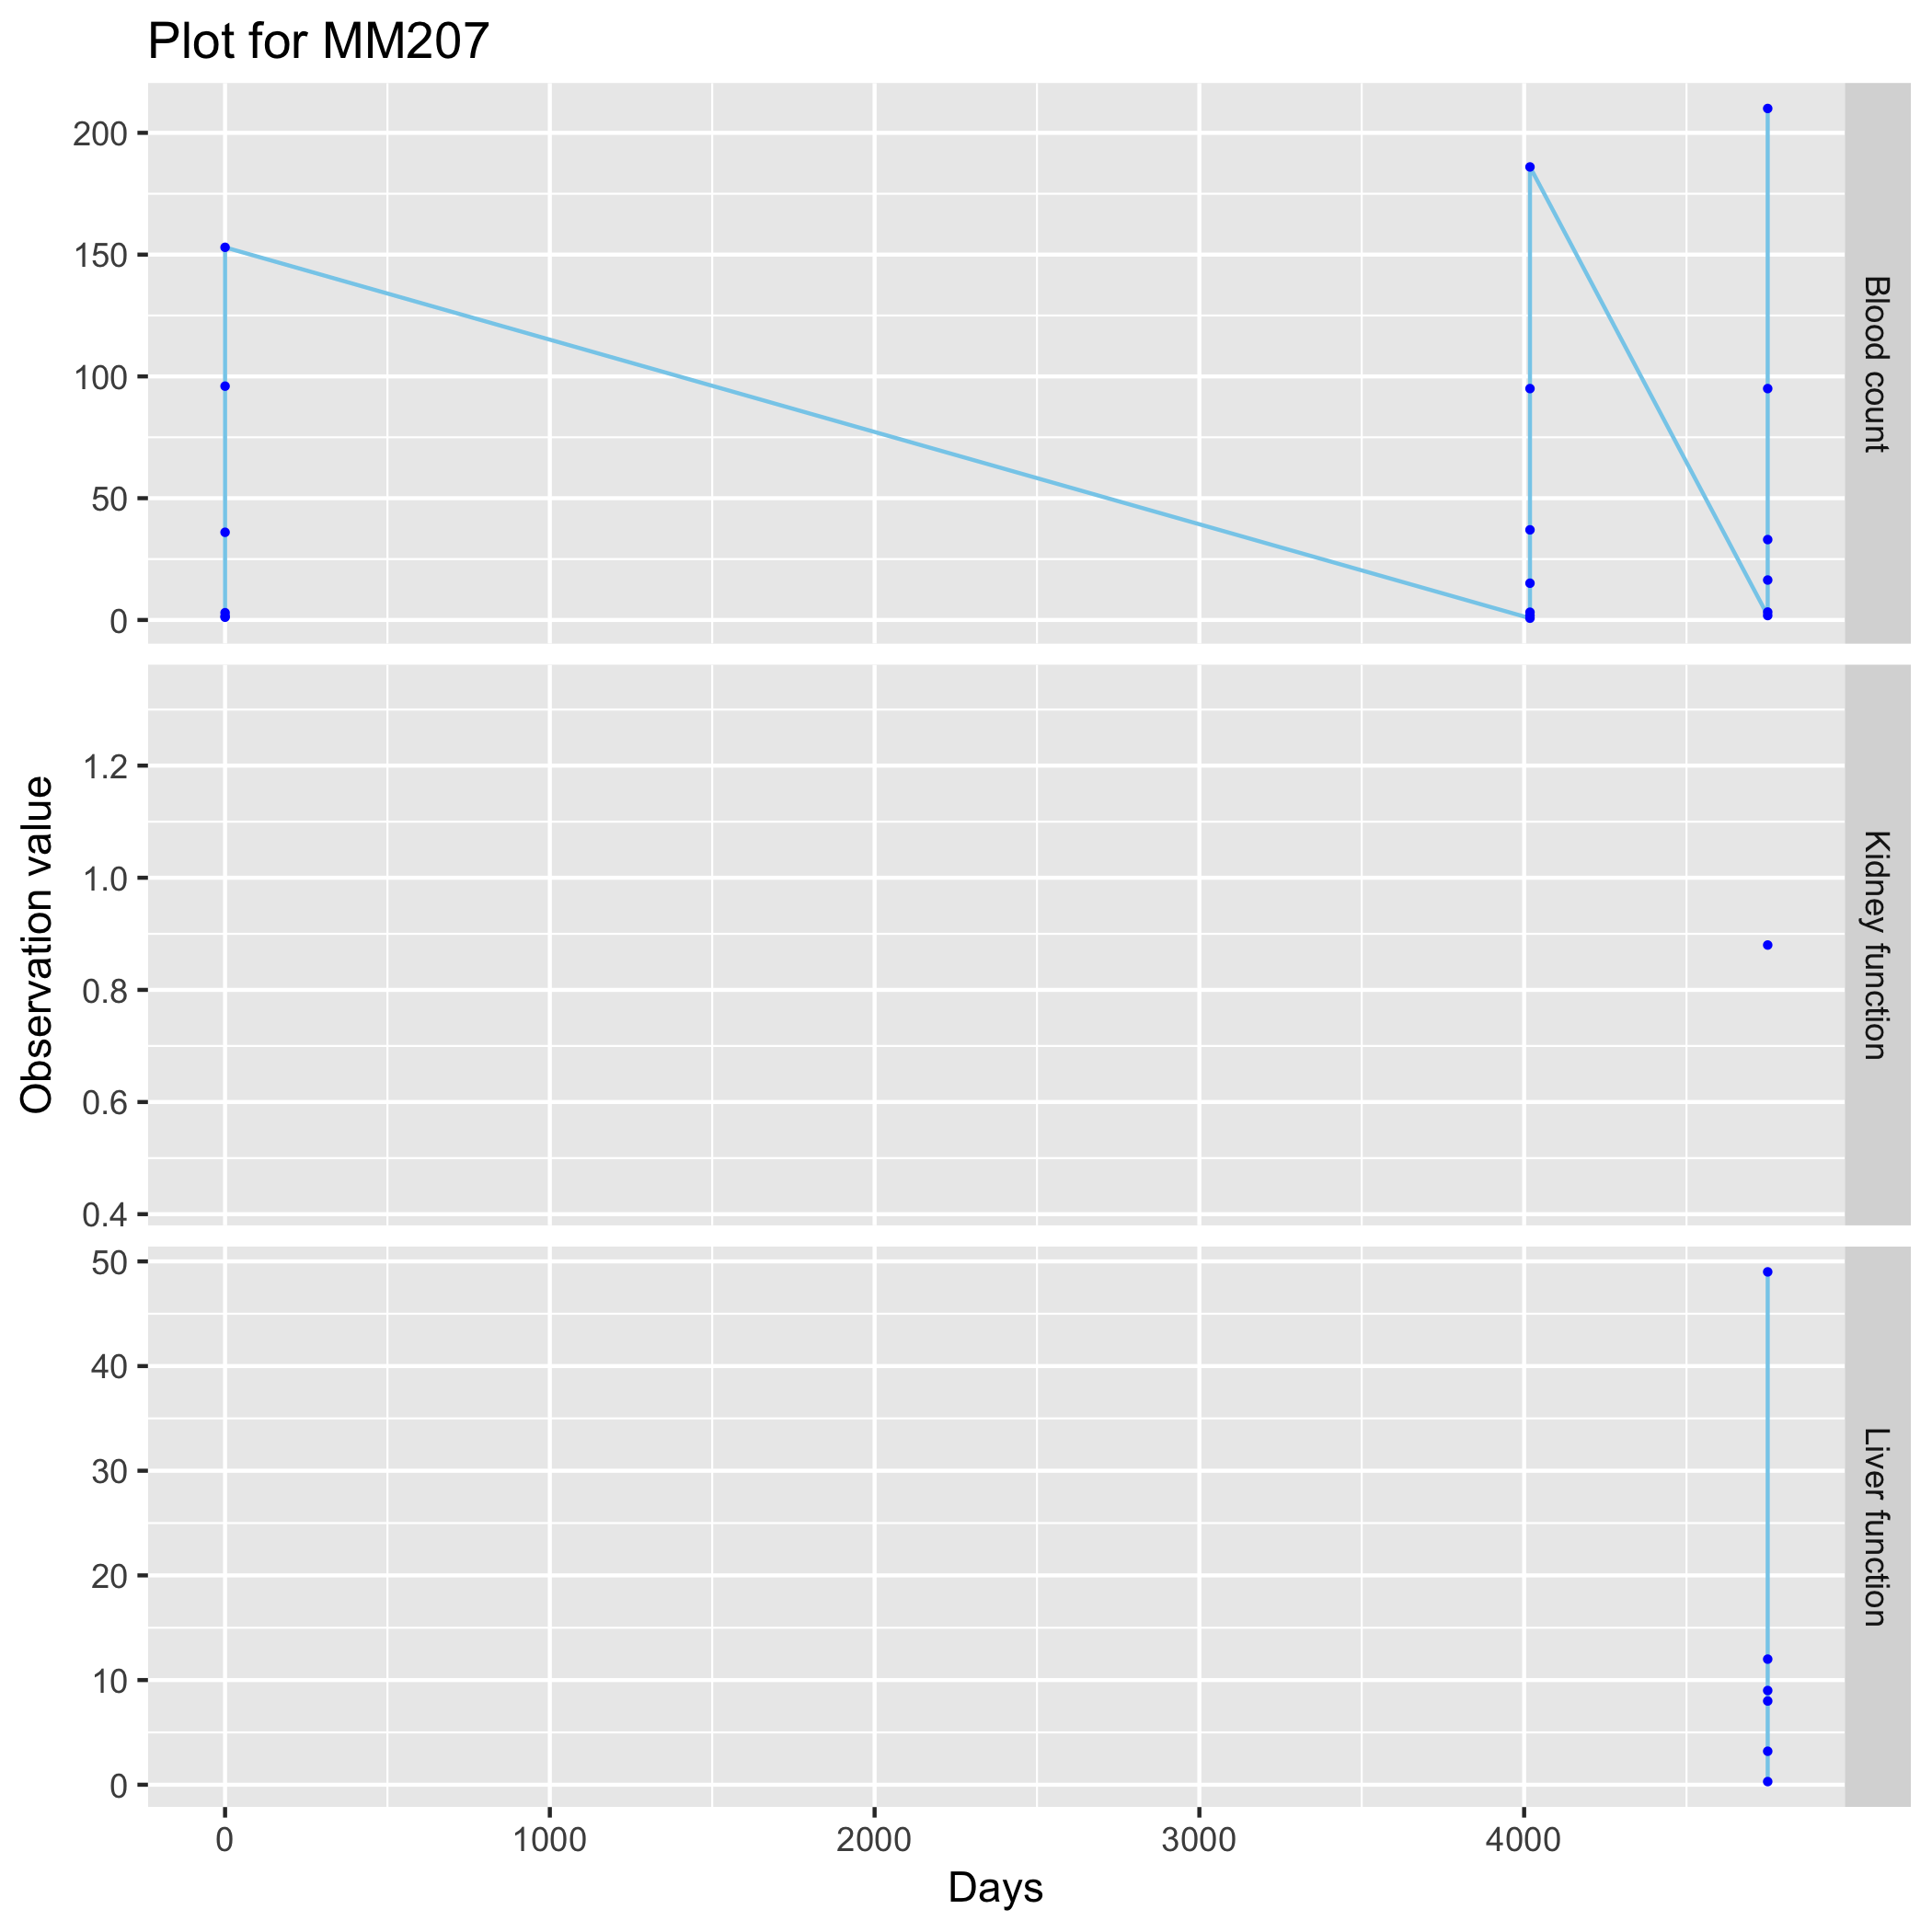 Plot for MM207
200
150
100
50
0
Blood count
1.2
1.0
0.8
0.6
0.4
Kidney function
Observation value
50
40
30
20
10
0
Liver function
0 1000 2000 3000 4000
Days